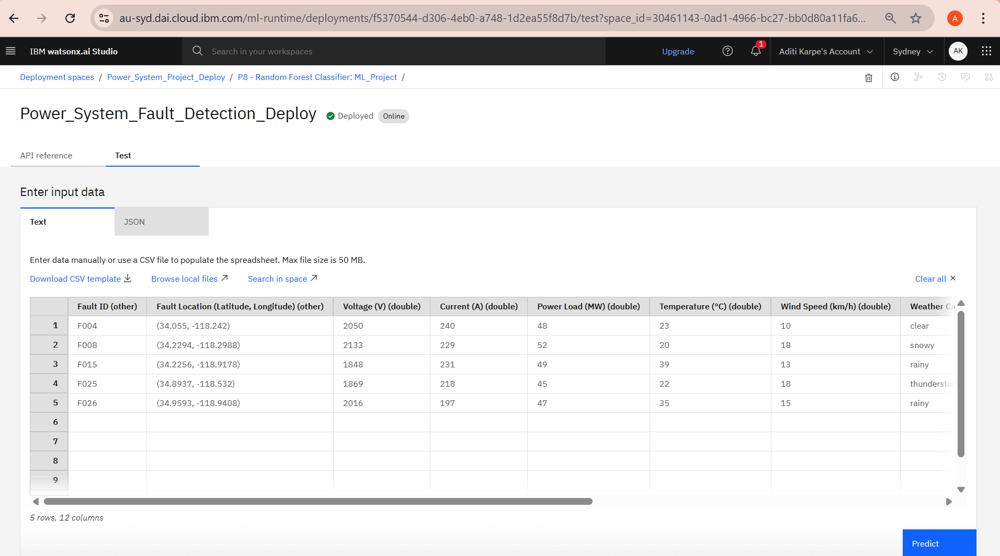 au-syd.dai.cloud.ibm.com/ml-runtime/deployments/f5370544-d306-4eb0-a748-1d2ea55f8d7b/test?space_id=30461143-0ad1-4966-bc27-bb0d80a11fa6...
A
IBM watsonx.ai Studio
Search in your workspaces
Upgrade
1
Aditi Karpe's Account
Sydney
AK
Deployment spaces / Power_System_Project_Deploy / P8 - Random Forest Classifier: ML_Project /
Power_System_Fault_Detection_Deploy Deployed Online
API reference Test
Enter input data
Text JSON
Enter data manually or use a CSV file to populate the spreadsheet. Max file size is 50 MB.
Download CSV template Browse local files Search in space Clear all ×
Fault ID (other) Fault Location (Latitude, Longitude) (other) Voltage (V) (double) Current (A) (double) Power Load (MW) (double) Temperature (°C) (double) Wind Speed (km/h) (double) Weather Co
1 F004 (34.055, -118.242) 2050 240 48 23 10 clear
2 F008 (34.2294, -118.2988) 2133 229 52 20 18 snowy
3 F015 (34.2256, -118.9178) 1848 231 49 39 13 rainy
4 F025 (34.8937, -118.532) 1869 218 45 22 18 thunderstor
5 F026 (34.9593, -118.9408) 2016 197 47 35 15 rainy
6
7
8
9
5 rows, 12 columns
Predict